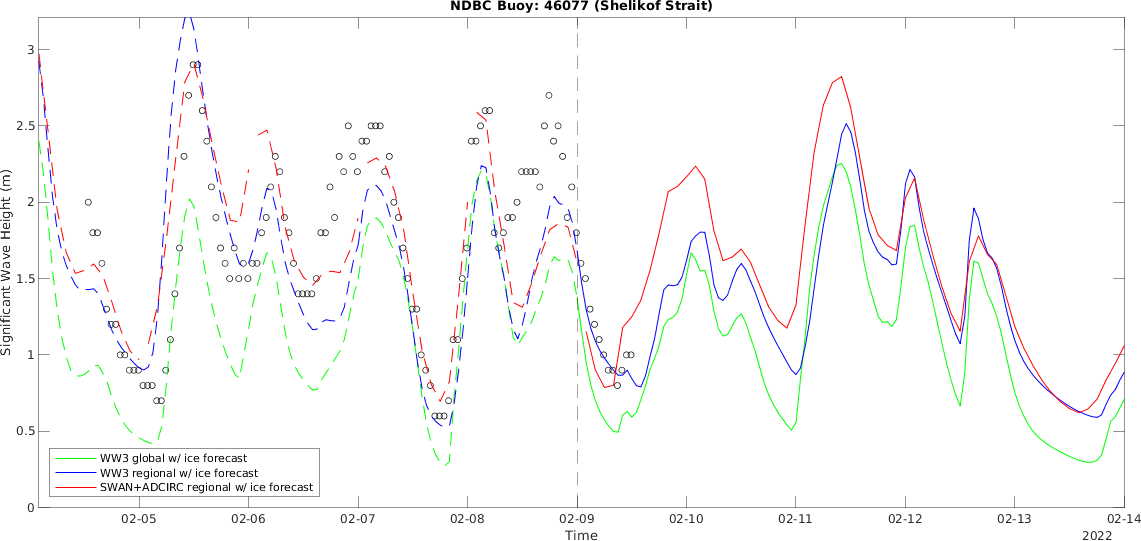 NDBC Buoy: 46077 (Shelikof Strait)
Significant Wave Height (m)
3
2.5
2
1.5
1
0.5
0
WW3 global w/ ice forecast
WW3 regional w/ ice forecast
SWAN+ADCIRC regional w/ ice forecast
02-05 02-06 02-07 02-08 02-09 02-10 02-11 02-12 02-13 02-14
Time
2022